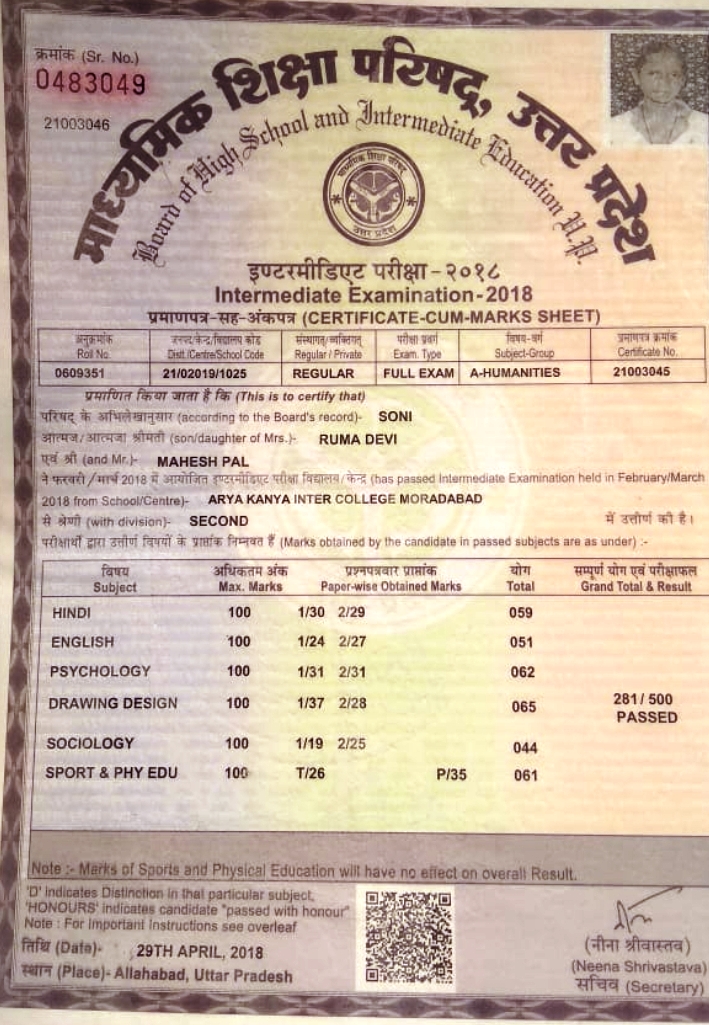 क्रमांक (Sr. No.)
0483049
21003046
माध्यमिक शिक्षा परिषद्, उत्तर प्रदेश
Board of High School and Intermediate Education U.P.
माध्यमिक शिक्षा परिषद
उत्तर प्रदेश
इण्टरमीडिएट परीक्षा-२०१८
Intermediate Examination-2018
प्रमाणपत्र-सह-अंकपत्र (CERTIFICATE-CUM-MARKS SHEET)
अनुक्रमांक जनपद/केन्द्र/विद्यालय कोड संस्थागत/व्यक्तिगत परीक्षा प्रवर्ग विषय-वर्ग प्रमाणपत्र क्रमांक
Roll No. Distt./Centre/School Code Regular / Private Exam. Type Subject-Group Certificate No.
0609351 21/02019/1025 REGULAR FULL EXAM A-HUMANITIES 21003045
प्रमाणित किया जाता है कि (This is to certify that)
परिषद् के अभिलेखानुसार (according to the Board's record)- SONI
आत्मज/आत्मजा श्रीमती (son/daughter of Mrs.)- RUMA DEVI
एवं श्री (and Mr.)- MAHESH PAL
ने फरवरी/मार्च 2018 में आयोजित इण्टरमीडिएट परीक्षा विद्यालय/केन्द्र (has passed Intermediate Examination held in February/March
2018 from School/Centre)- ARYA KANYA INTER COLLEGE MORADABAD
से श्रेणी (with division)- SECOND में उत्तीर्ण की है।
परीक्षार्थी द्वारा उत्तीर्ण विषयों के प्राप्तांक निम्नवत हैं (Marks obtained by the candidate in passed subjects are as under) :-
विषय अधिकतम अंक प्रश्नपत्रवार प्राप्तांक योग सम्पूर्ण योग एवं परीक्षाफल
Subject Max. Marks Paper-wise Obtained Marks Total Grand Total & Result
HINDI 100 1/30 2/29 059
ENGLISH 100 1/24 2/27 051
PSYCHOLOGY 100 1/31 2/31 062
DRAWING DESIGN 100 1/37 2/28 065 281/ 500
PASSED
SOCIOLOGY 100 1/19 2/25 044
SPORT & PHY EDU 100 T/26 P/35 061
Note :- Marks of Sports and Physical Education will have no effect on overall Result.
'D' Indicates Distinction in that particular subject,
'HONOURS' indicates candidate "passed with honour"
Note : For Important Instructions see overleaf
तिथि (Date)- 29TH APRIL, 2018
स्थान (Place)- Allahabad, Uttar Pradesh
(नीना श्रीवास्तव)
(Neena Shrivastava)
सचिव (Secretary)